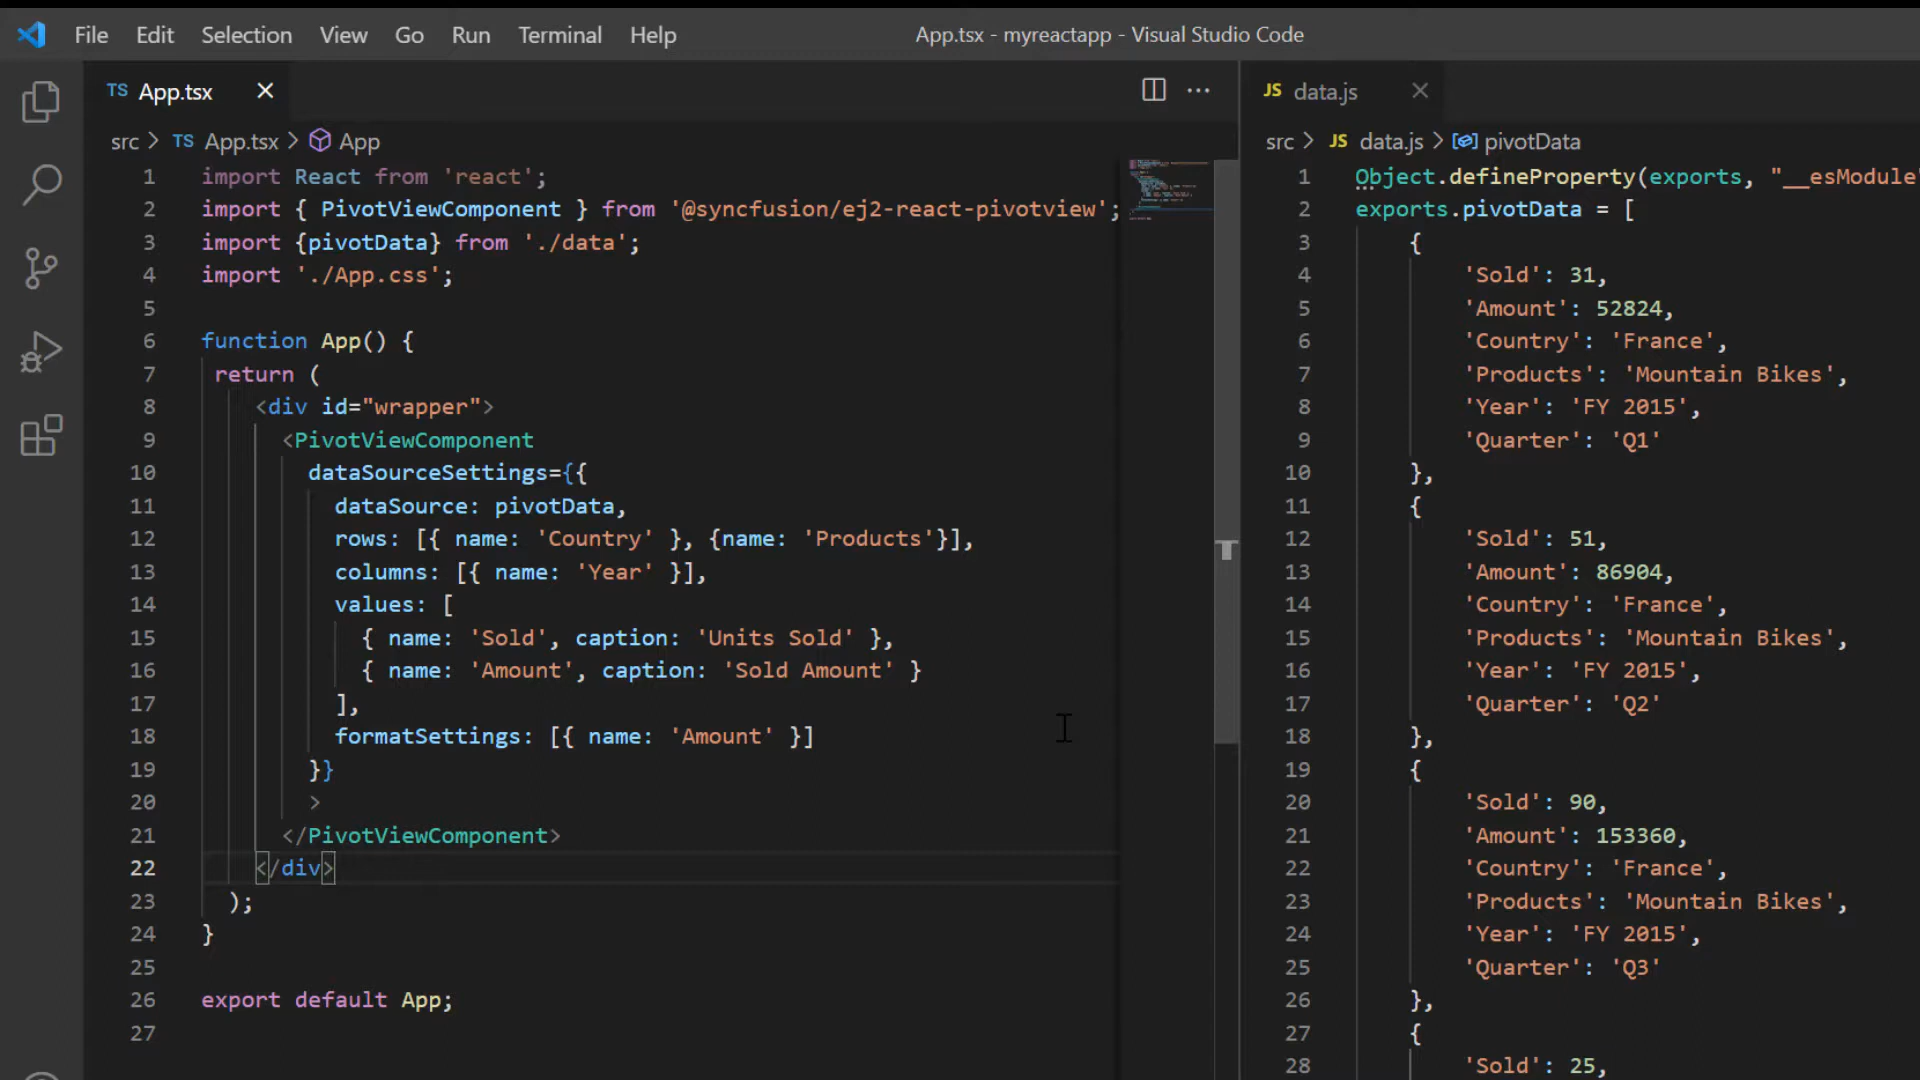 File Edit Selection View Go Run Terminal Help
App.tsx - myreactapp - Visual Studio Code
TS App.tsx
src > TS App.tsx > App
1 import React from 'react';
2 import { PivotViewComponent } from '@syncfusion/ej2-react-pivotview';
3 import {pivotData} from './data';
4 import './App.css';
5
6 function App() {
7 return (
8 <div id="wrapper">
9 <PivotViewComponent
10 dataSourceSettings={{
11 dataSource: pivotData,
12 rows: [{ name: 'Country' }, {name: 'Products'}],
13 columns: [{ name: 'Year' }],
14 values: [
15 { name: 'Sold', caption: 'Units Sold' },
16 { name: 'Amount', caption: 'Sold Amount' }
17 ],
18 formatSettings: [{ name: 'Amount' }]
19 }}
20 >
21 </PivotViewComponent>
22 </div>
23 );
24 }
25
26 export default App;
27
JS data.js
src > JS data.js > pivotData
1 Object.defineProperty(exports, "__esModule"
2 exports.pivotData = [
3 {
4 'Sold': 31,
5 'Amount': 52824,
6 'Country': 'France',
7 'Products': 'Mountain Bikes',
8 'Year': 'FY 2015',
9 'Quarter': 'Q1'
10 },
11 {
12 'Sold': 51,
13 'Amount': 86904,
14 'Country': 'France',
15 'Products': 'Mountain Bikes',
16 'Year': 'FY 2015',
17 'Quarter': 'Q2'
18 },
19 {
20 'Sold': 90,
21 'Amount': 153360,
22 'Country': 'France',
23 'Products': 'Mountain Bikes',
24 'Year': 'FY 2015',
25 'Quarter': 'Q3'
26 },
27 {
28 'Sold': 25,